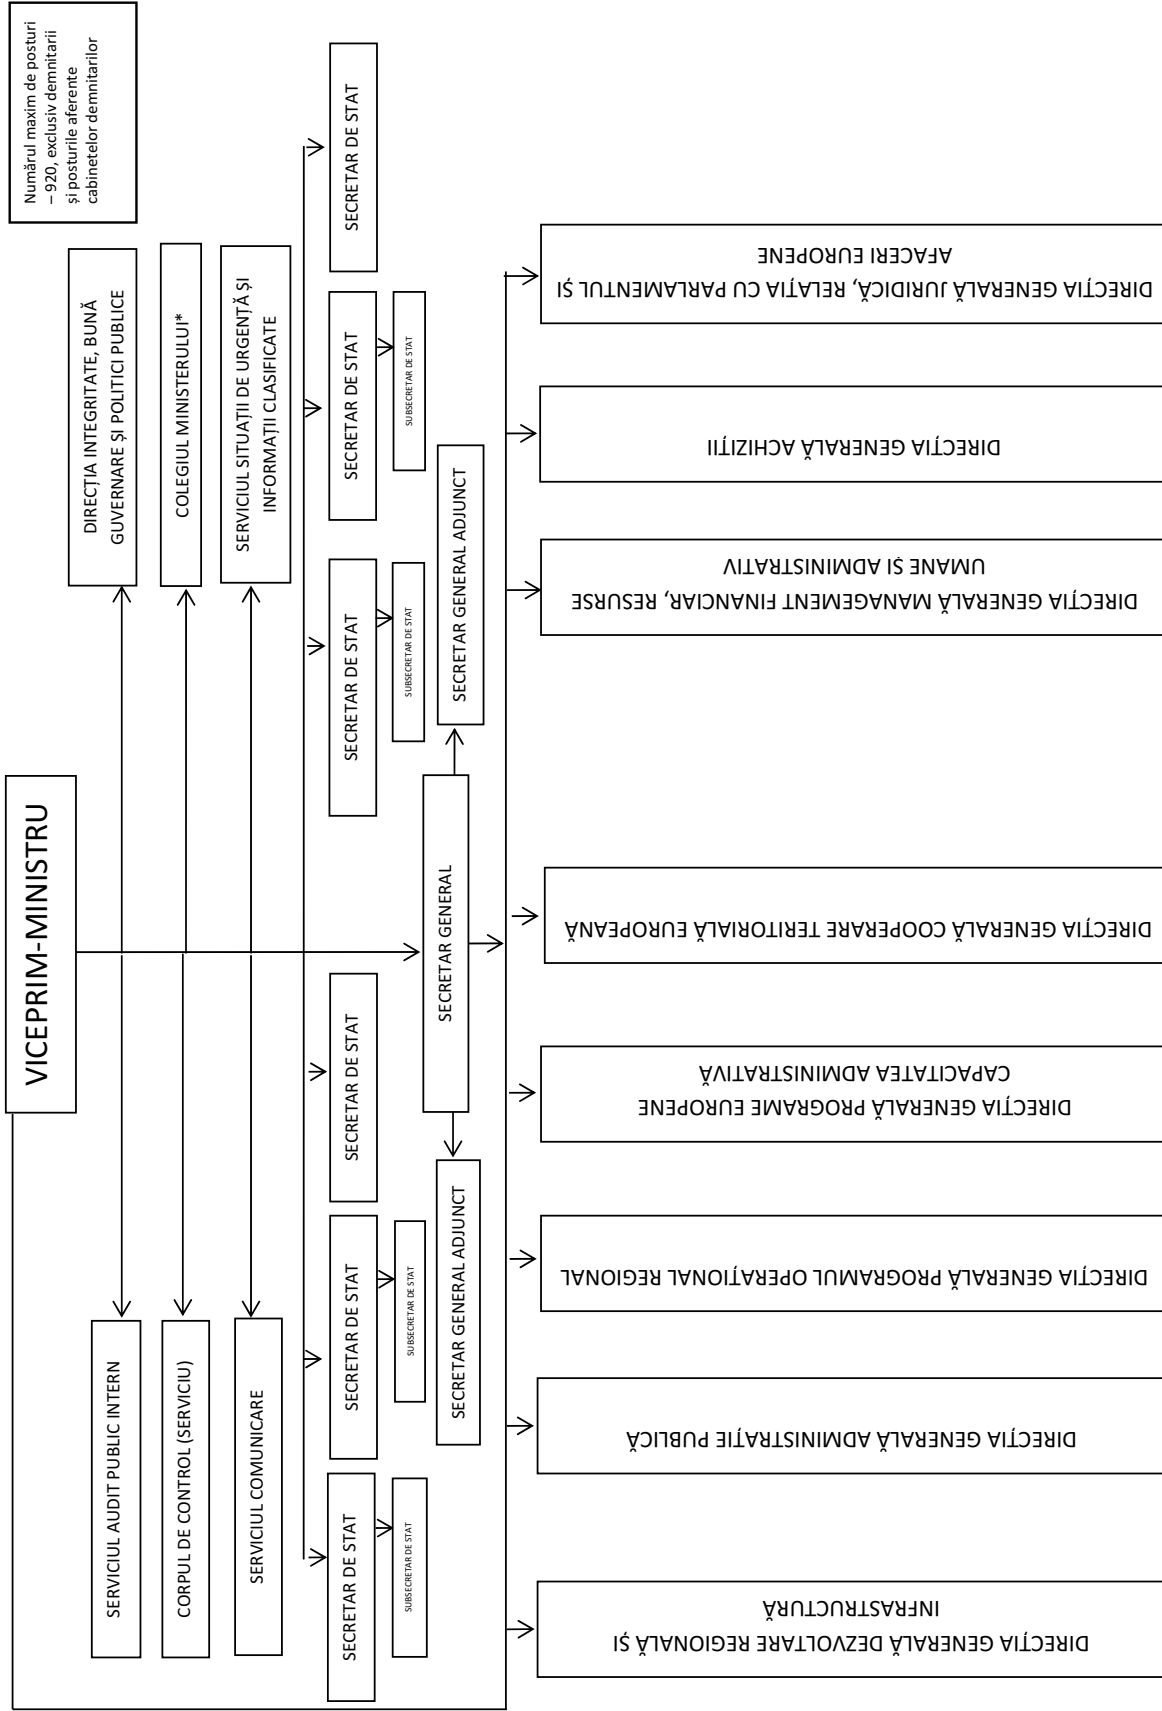 Numărul maxim de posturi
– 920, exclusiv demnitarii
și posturile aferente
cabinetelor demnitarilor
VICEPRIM-MINISTRU
SERVICIUL AUDIT PUBLIC INTERN
DIRECȚIA INTEGRITATE, BUNĂ
GUVERNARE ȘI POLITICI PUBLICE
CORPUL DE CONTROL (SERVICIU)
COLEGIUL MINISTERULUI*
SERVICIUL COMUNICARE
SERVICIUL SITUAȚII DE URGENȚĂ ȘI
INFORMAȚII CLASIFICATE
SECRETAR DE STAT
SECRETAR DE STAT
SECRETAR DE STAT
SECRETAR DE STAT
SECRETAR DE STAT
SECRETAR DE STAT
SUBSECRETAR DE STAT
SUBSECRETAR DE STAT
SUBSECRETAR DE STAT
SUBSECRETAR DE STAT
SECRETAR GENERAL ADJUNCT
SECRETAR GENERAL
SECRETAR GENERAL ADJUNCT
DIRECȚIA GENERALĂ DEZVOLTARE REGIONALĂ ȘI
INFRASTRUCTURĂ
DIRECȚIA GENERALĂ ADMINISTRAȚIE PUBLICĂ
DIRECȚIA GENERALĂ PROGRAMUL OPERAȚIONAL REGIONAL
DIRECȚIA GENERALĂ PROGRAME EUROPENE
CAPACITATEA ADMINISTRATIVĂ
DIRECȚIA GENERALĂ COOPERARE TERITORIALĂ EUROPEANĂ
DIRECȚIA GENERALĂ MANAGEMENT FINANCIAR, RESURSE
UMANE ȘI ADMINISTRATIV
DIRECȚIA GENERALĂ ACHIZIȚII
DIRECȚIA GENERALĂ JURIDICĂ, RELAȚIA CU PARLAMENTUL ȘI
AFACERI EUROPENE